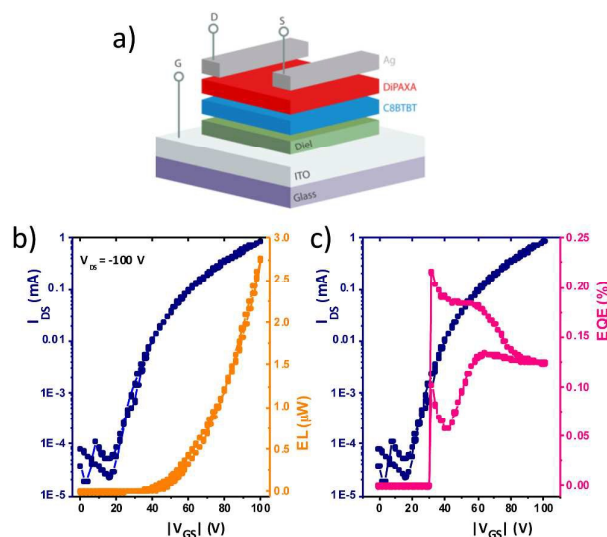 a)
D
S
G
Ag
DiPAXA
C8BTBT
Diel
ITO
Glass
b)
c)
1
0.1
0.01
1E-3
1E-4
1E-5
I_DS (mA)
V_DS = -100 V
3.0
2.5
2.0
1.5
1.0
0.5
0.0
EL (μW)
0 20 40 60 80 100
|V_GS| (V)
1
0.1
0.01
1E-3
1E-4
1E-5
I_DS (mA)
0.25
0.20
0.15
0.10
0.05
0.00
EQE (%)
0 20 40 60 80 100
|V_GS| (V)